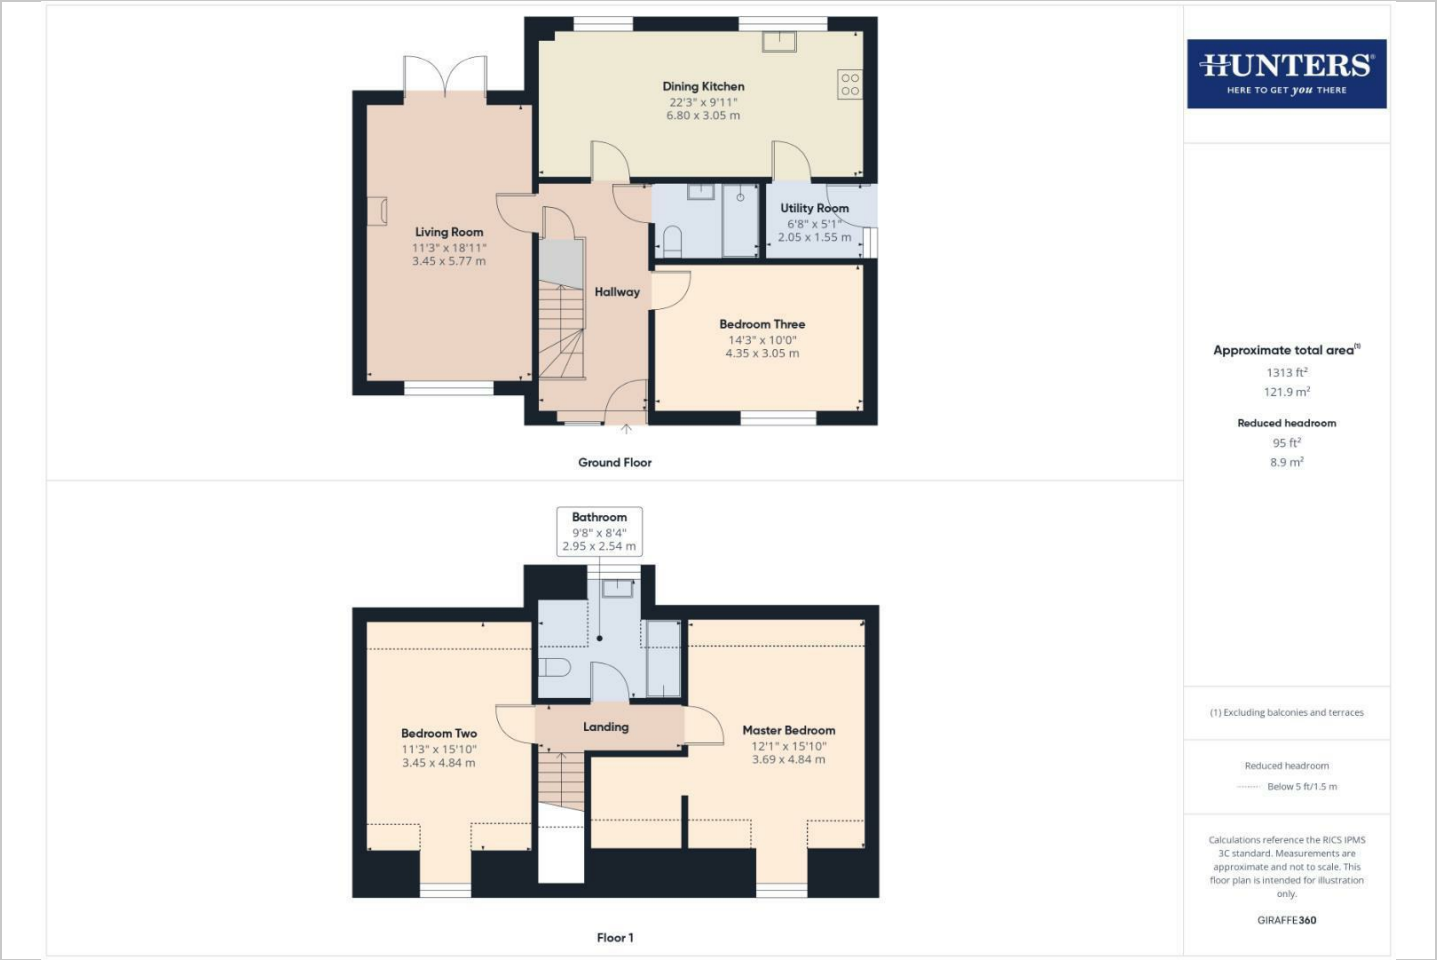 Dining Kitchen
22'3" x 9'11"
6.80 x 3.05 m
Living Room
11'3" x 18'11"
3.45 x 5.77 m
Utility Room
6'8" x 5'1"
2.05 x 1.55 m
Hallway
Bedroom Three
14'3" x 10'0"
4.35 x 3.05 m
Ground Floor
Bathroom
9'8" x 8'4"
2.95 x 2.54 m
Landing
Bedroom Two
11'3" x 15'10"
3.45 x 4.84 m
Master Bedroom
12'1" x 15'10"
3.69 x 4.84 m
Floor 1
HUNTERS®
HERE TO GET you THERE
Approximate total area(1)
1313 ft²
121.9 m²
Reduced headroom
95 ft²
8.9 m²
(1) Excluding balconies and terraces
Reduced headroom
Below 5 ft/1.5 m
Calculations reference the RICS IPMS
3C standard. Measurements are
approximate and not to scale. This
floor plan is intended for illustration
only.
GIRAFFE360